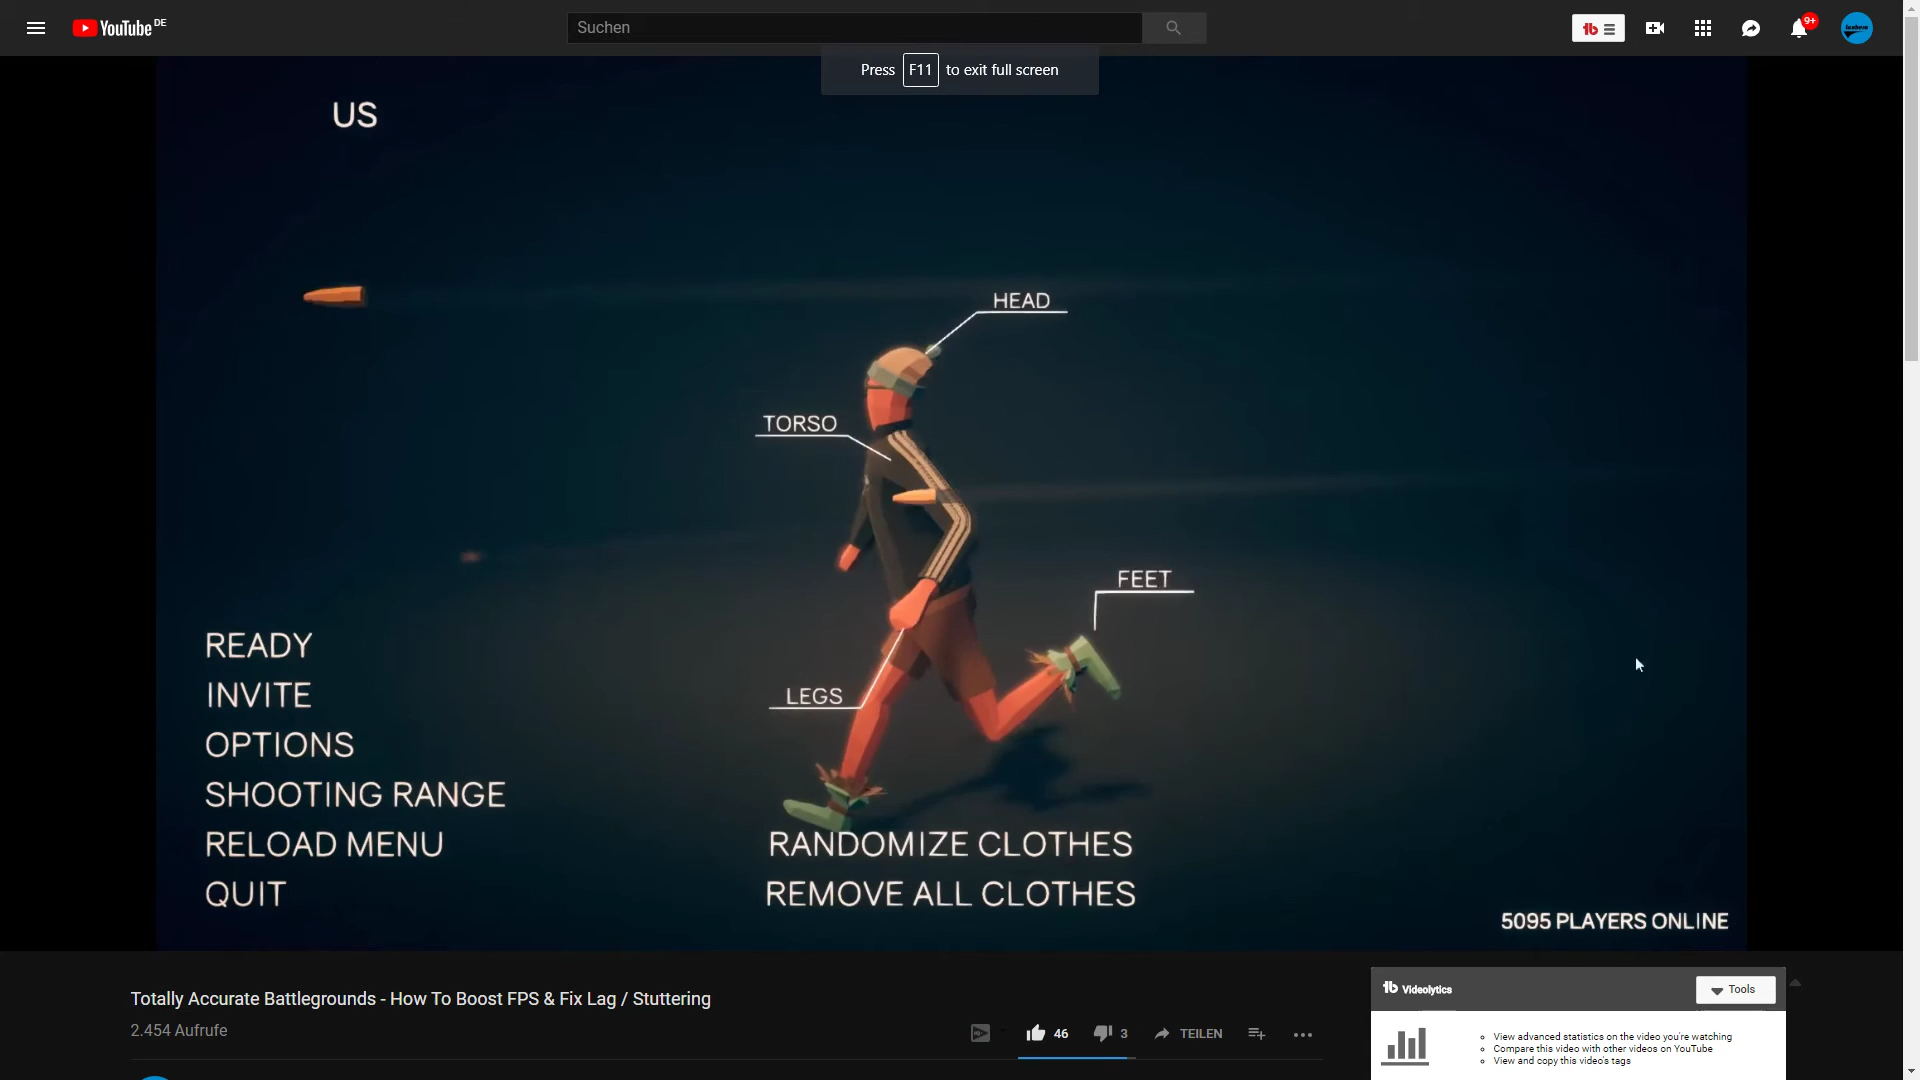 YouTube DE
Suchen
9+
Press F11 to exit full screen
US
HEAD
TORSO
FEET
LEGS
READY
INVITE
OPTIONS
SHOOTING RANGE
RELOAD MENU
QUIT
RANDOMIZE CLOTHES
REMOVE ALL CLOTHES
5095 PLAYERS ONLINE
Totally Accurate Battlegrounds - How To Boost FPS & Fix Lag / Stuttering
2.454 Aufrufe
46
3
TEILEN
Videolytics
Tools
View advanced statistics on the video you're watching
Compare this video with other videos on YouTube
View and copy this video's tags